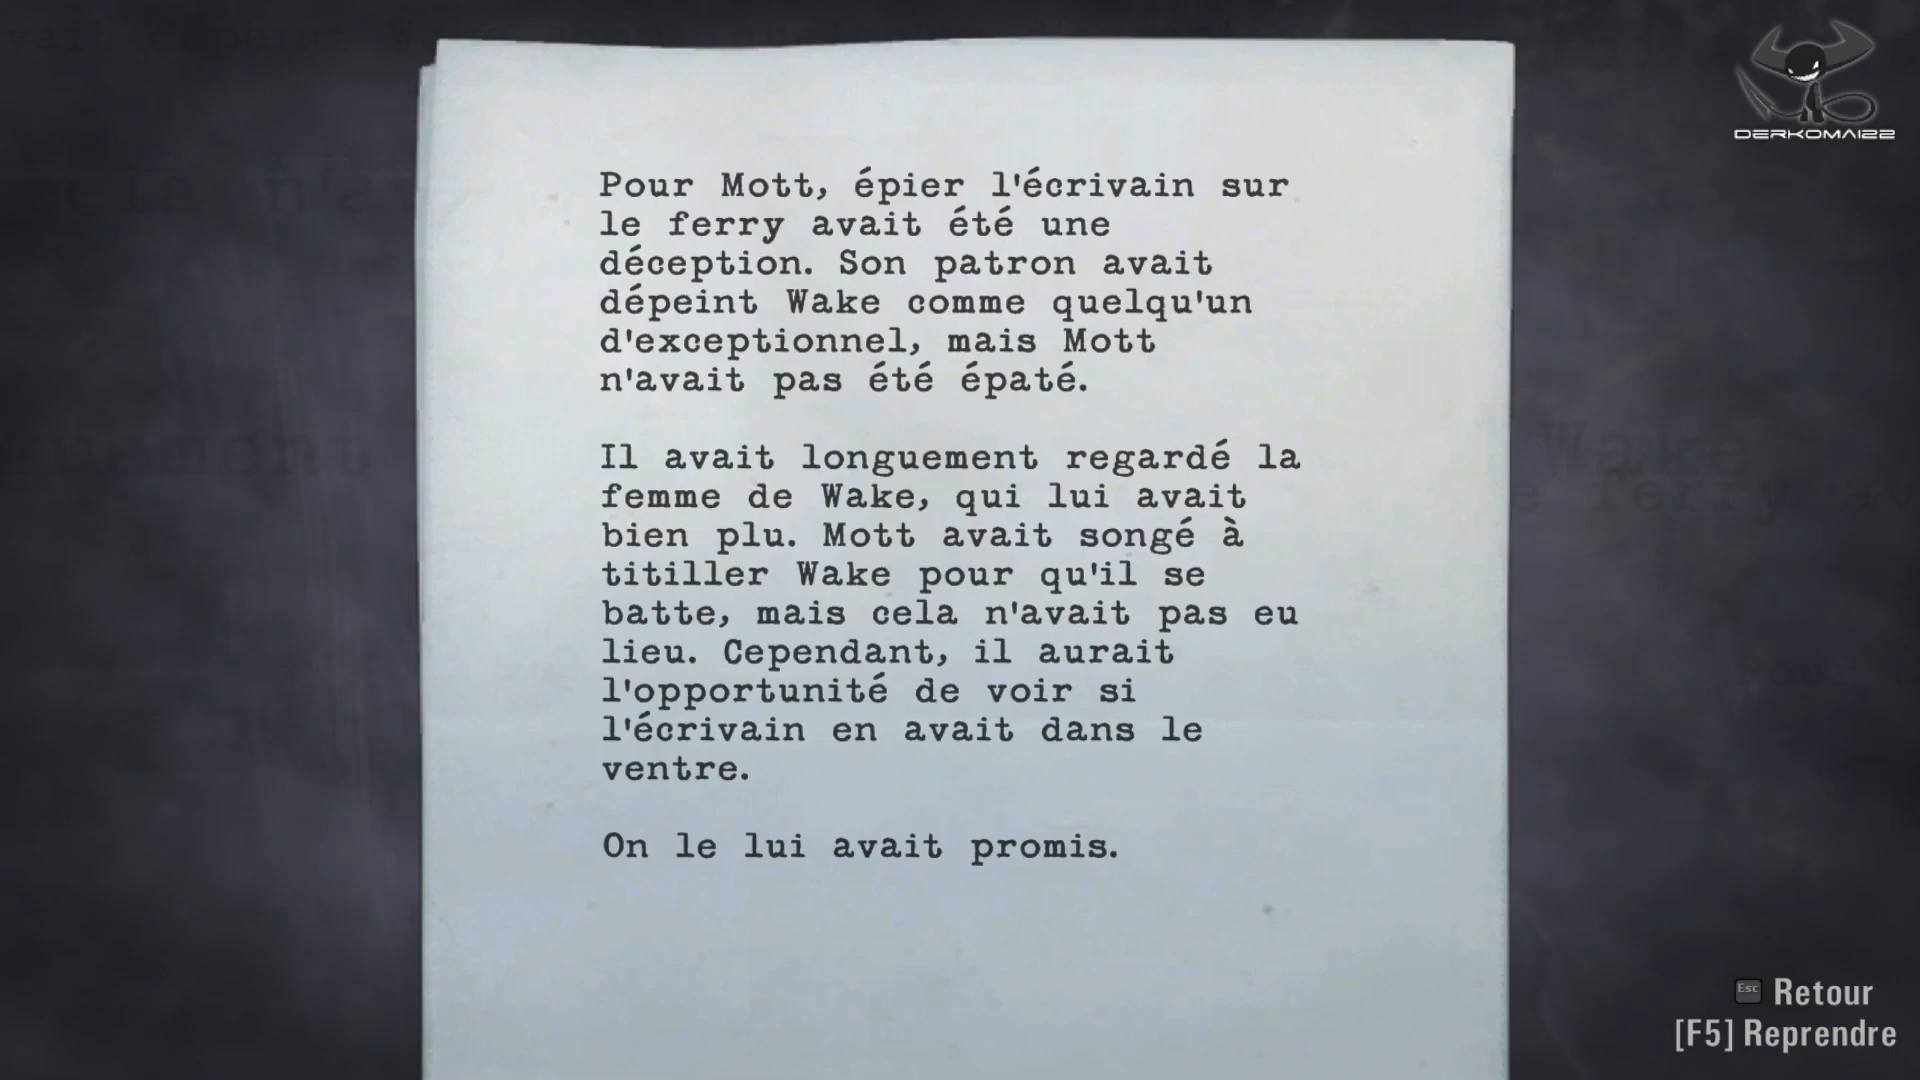 DERKOMAI22
Pour Mott, épier l'écrivain sur
le ferry avait été une
déception. Son patron avait
dépeint Wake comme quelqu'un
d'exceptionnel, mais Mott
n'avait pas été épaté.
Il avait longuement regardé la
femme de Wake, qui lui avait
bien plu. Mott avait songé à
titiller Wake pour qu'il se
batte, mais cela n'avait pas eu
lieu. Cependant, il aurait
l'opportunité de voir si
l'écrivain en avait dans le
ventre.
On le lui avait promis.
Esc Retour
[F5] Reprendre